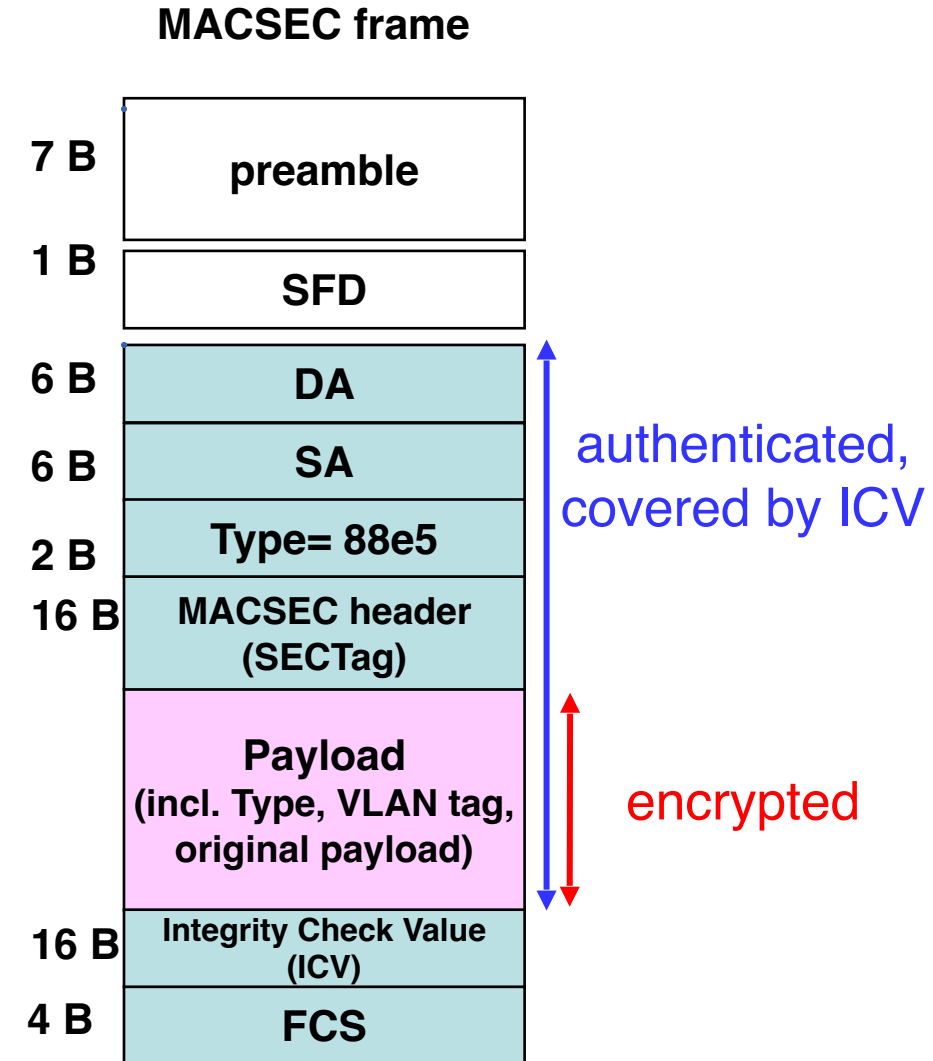 MACSEC frame
7 B
preamble
1 B
SFD
6 B
DA
6 B
SA
2 B
Type= 88e5
16 B
MACSEC header
(SECTag)
authenticated,
covered by ICV
Payload
(incl. Type, VLAN tag,
original payload)
encrypted
16 B
Integrity Check Value
(ICV)
4 B
FCS